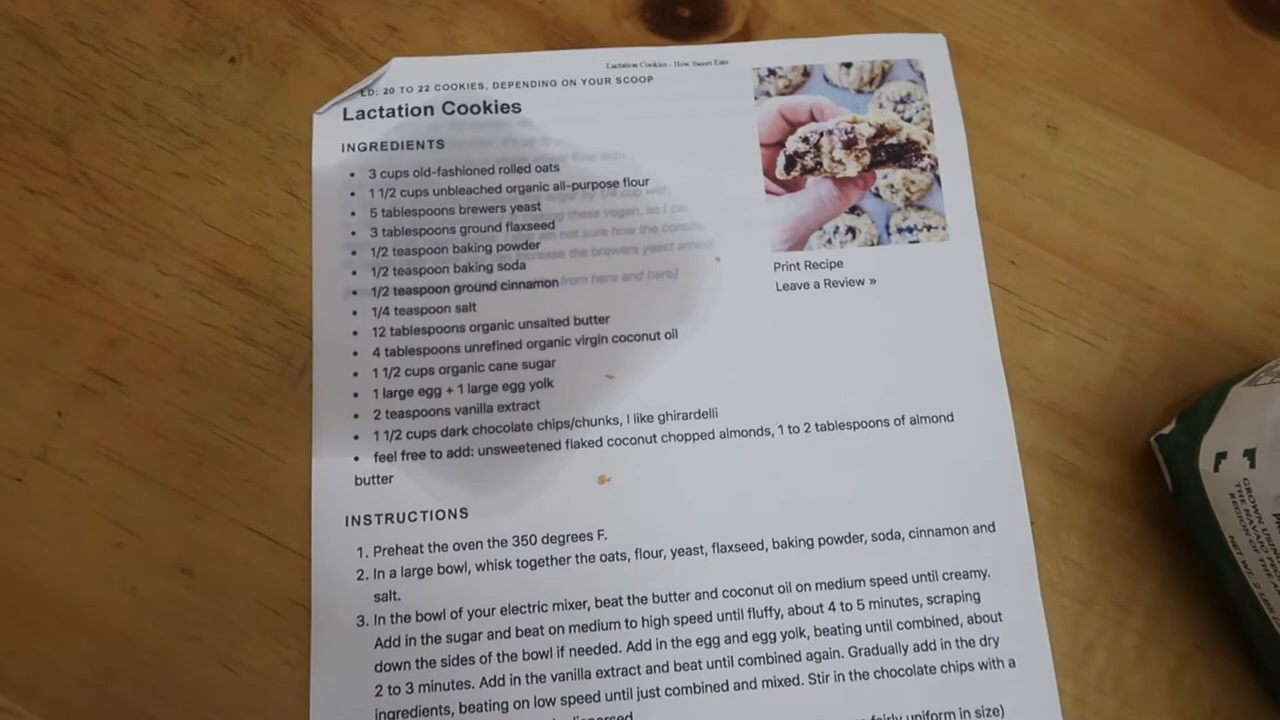 Lactation Cookies - How Sweet Eats
LD: 20 TO 22 COOKIES, DEPENDING ON YOUR SCOOP
Lactation Cookies
INGREDIENTS
• 3 cups old-fashioned rolled oats
• 1 1/2 cups unbleached organic all-purpose flour
• 5 tablespoons brewers yeast
• 3 tablespoons ground flaxseed
• 1/2 teaspoon baking powder
• 1/2 teaspoon baking soda
• 1/2 teaspoon ground cinnamon
• 1/4 teaspoon salt
• 12 tablespoons organic unsalted butter
• 4 tablespoons unrefined organic virgin coconut oil
• 1 1/2 cups organic cane sugar
• 1 large egg + 1 large egg yolk
• 2 teaspoons vanilla extract
• 1 1/2 cups dark chocolate chips/chunks, I like ghirardelli
• feel free to add: unsweetened flaked coconut chopped almonds, 1 to 2 tablespoons of almond
butter
Print Recipe
Leave a Review »
INSTRUCTIONS
1. Preheat the oven the 350 degrees F.
2. In a large bowl, whisk together the oats, flour, yeast, flaxseed, baking powder, soda, cinnamon and
salt.
3. In the bowl of your electric mixer, beat the butter and coconut oil on medium speed until creamy.
Add in the sugar and beat on medium to high speed until fluffy, about 4 to 5 minutes, scraping
down the sides of the bowl if needed. Add in the egg and egg yolk, beating until combined, about
2 to 3 minutes. Add in the vanilla extract and beat until combined again. Gradually add in the dry
ingredients, beating on low speed until just combined and mixed. Stir in the chocolate chips with a
dispersed
fairly uniform in size)
GROWN USING
THE NAVAJO
REGION OF THE
NET WT. 2 LBS